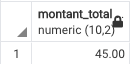 montant_total
numeric (10,2)
1 45.00